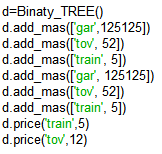 d=Binaty_TREE()
d.add_mas(['gar',125125])
d.add_mas(['tov', 52])
d.add_mas(['train', 5])
d.add_mas(['gar', 125125])
d.add_mas(['tov', 52])
d.add_mas(['train', 5])
d.price('train',5)
d.price('tov',12)